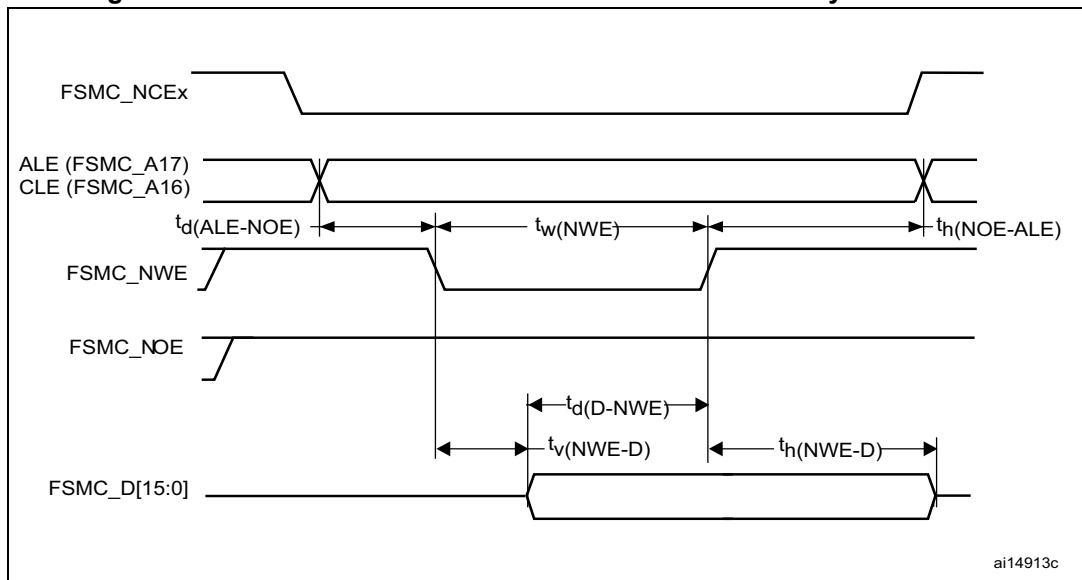 FSMC_NCEx
ALE (FSMC_A17)
CLE (FSMC_A16)
td(ALE-NOE)
tw(NWE)
th(NOE-ALE)
FSMC_NWE
FSMC_NOE
td(D-NWE)
tv(NWE-D)
th(NWE-D)
FSMC_D[15:0]
ai14913c